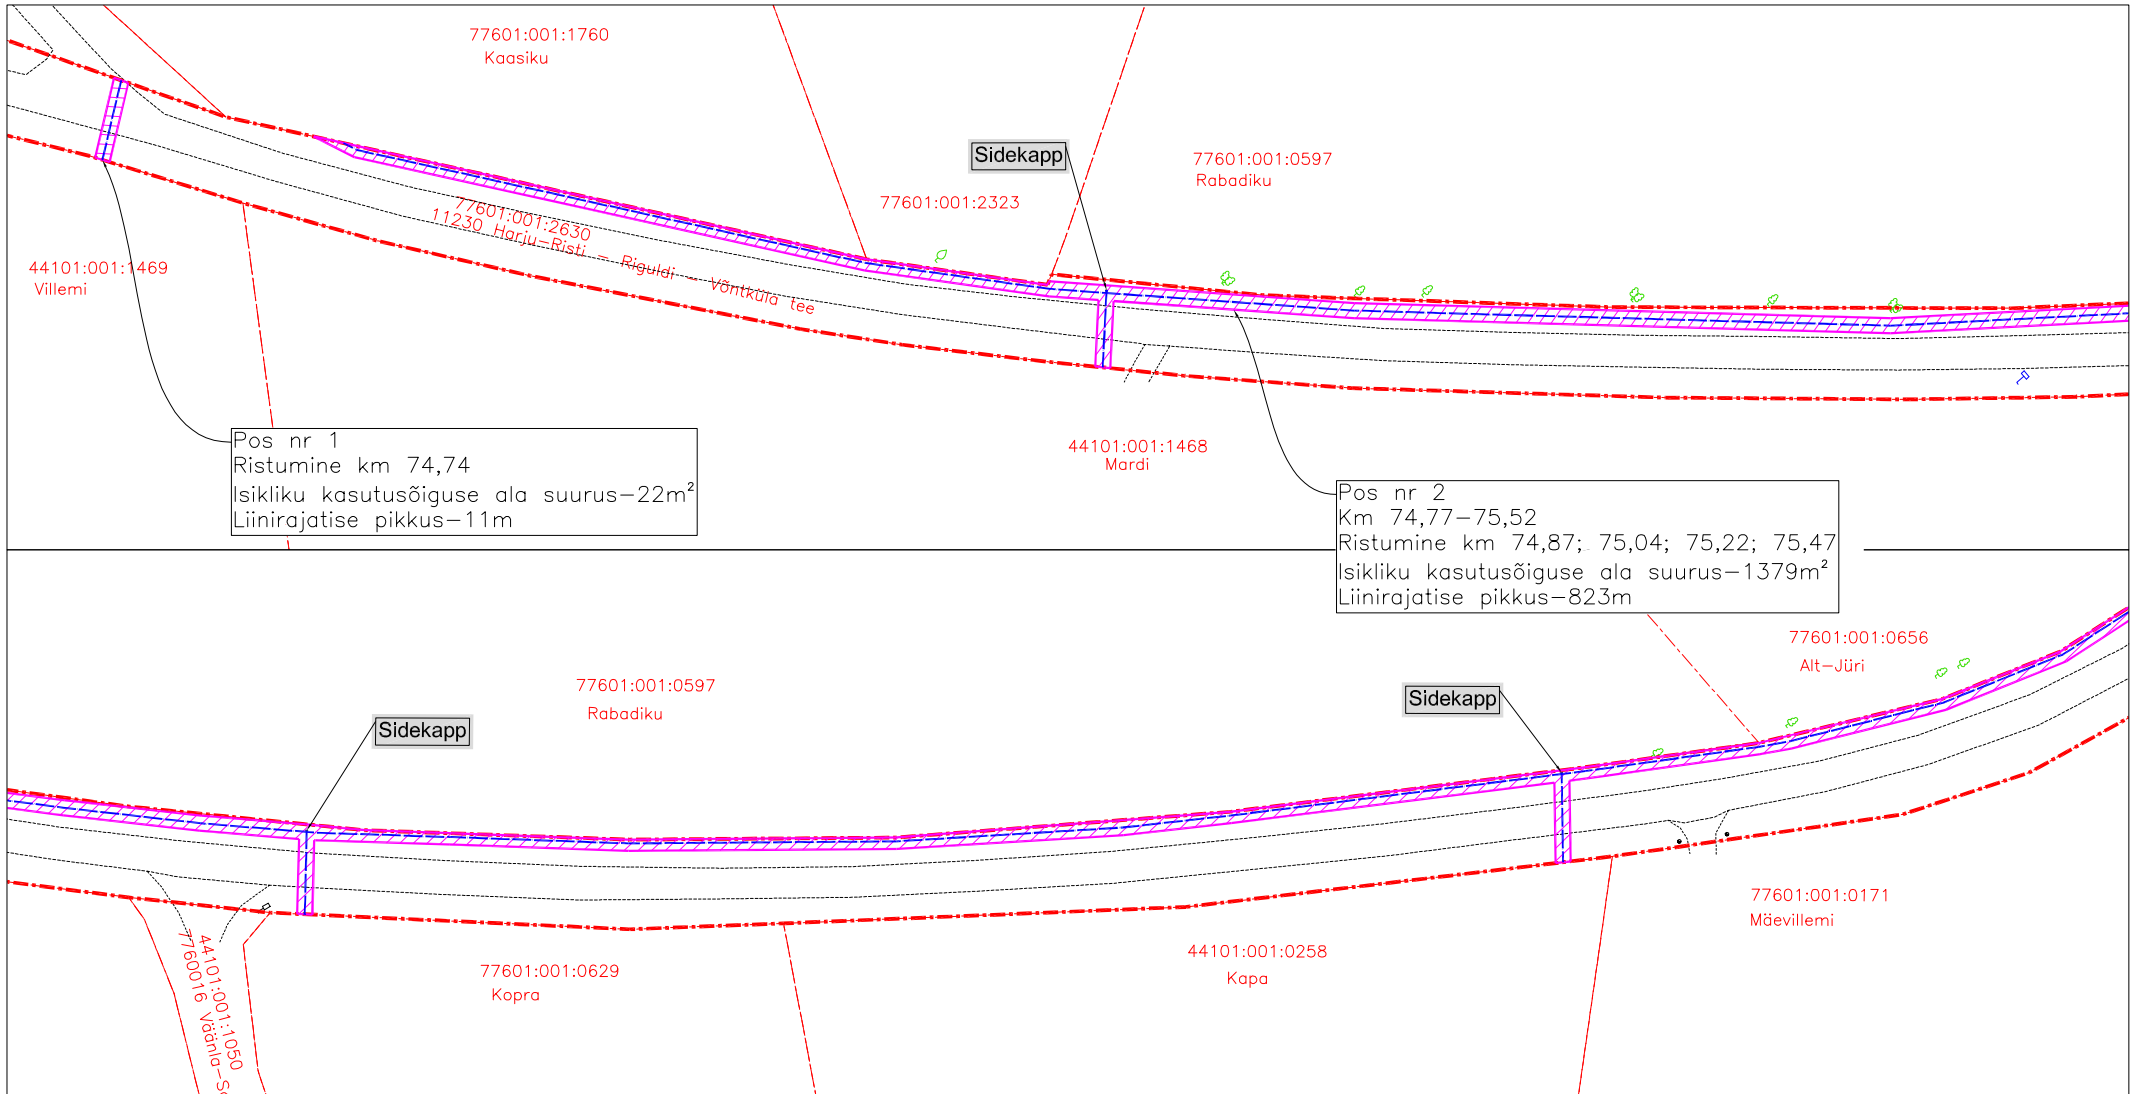 77601:001:1760
Kaasiku
Sidekapp
77601:001:0597
Rabadiku
77601:001:2323
77601:001:2630
11230 Harju-Risti - Riguldi - Võntküla tee
44101:001:1469
Villemi
Pos nr 1
Ristumine km 74,74
Isikliku kasutusõiguse ala suurus-22m²
Liinirajatise pikkus-11m
44101:001:1468
Mardi
Pos nr 2
Km 74,77-75,52
Ristumine km 74,87; 75,04; 75,22; 75,47
Isikliku kasutusõiguse ala suurus-1379m²
Liinirajatise pikkus-823m
77601:001:0656
Alt-Jüri
77601:001:0597
Rabadiku
Sidekapp
Sidekapp
77601:001:0171
Mäevillemi
44101:001:0258
Kapa
77601:001:0629
Kopra
44101:001:1050
7760016 Väänla-